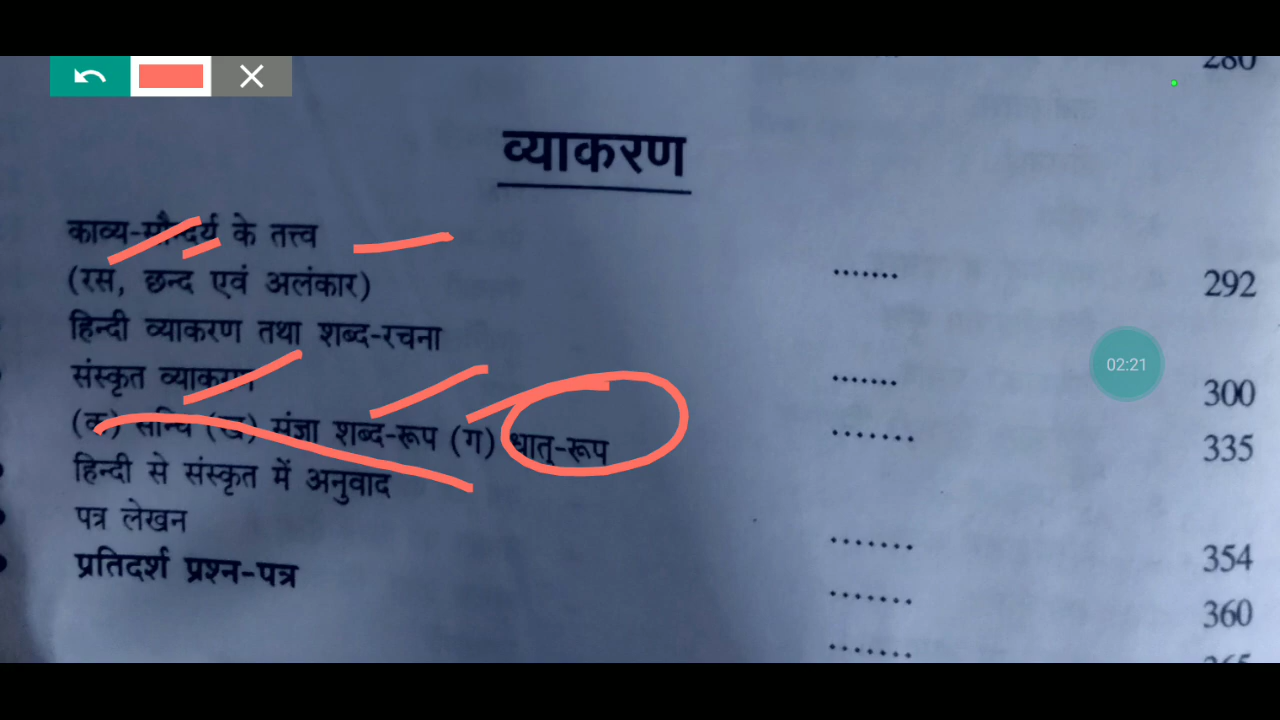 280
व्याकरण
काव्य-सौन्दर्य के तत्त्व
(रस, छन्द एवं अलंकार) ....... 292
हिन्दी व्याकरण तथा शब्द-रचना ....... 300
संस्कृत व्याकरण ....... 335
(क) सन्धि (ख) संज्ञा शब्द-रूप (ग) धातु-रूप
हिन्दी से संस्कृत में अनुवाद ....... 354
पत्र लेखन ....... 360
प्रतिदर्श प्रश्न-पत्र ....... 365
02:21